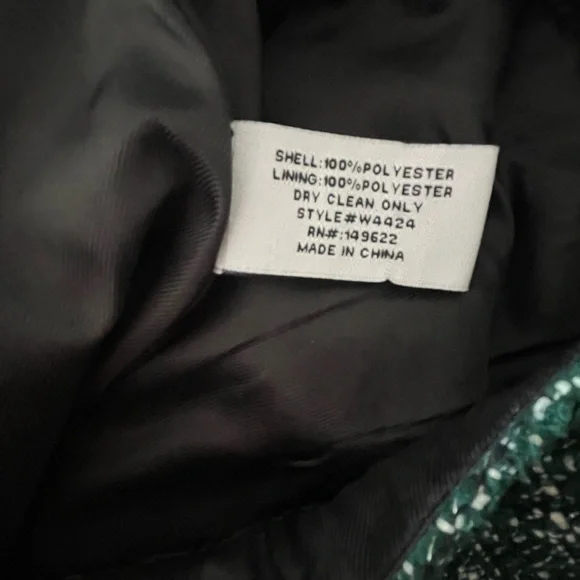 SHELL:100%POLYESTER
LINING:100%POLYESTER
DRY CLEAN ONLY
STYLE#W4424
RN#:149622
MADE IN CHINA